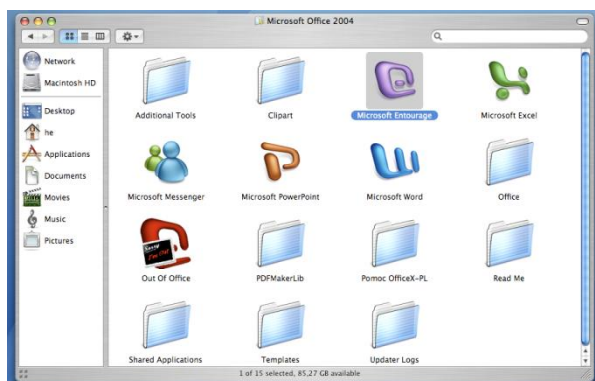 Microsoft Office 2004
Network
Macintosh HD
Desktop
he
Applications
Documents
Movies
Music
Pictures
Additional Tools
Clipart
Microsoft Entourage
Microsoft Excel
Microsoft Messenger
Microsoft PowerPoint
Microsoft Word
Office
Out Of Office
PDFMakerLib
Pomoc OfficeX-PL
Read Me
Shared Applications
Templates
Updater Logs
1 of 15 selected, 85,27 GB available